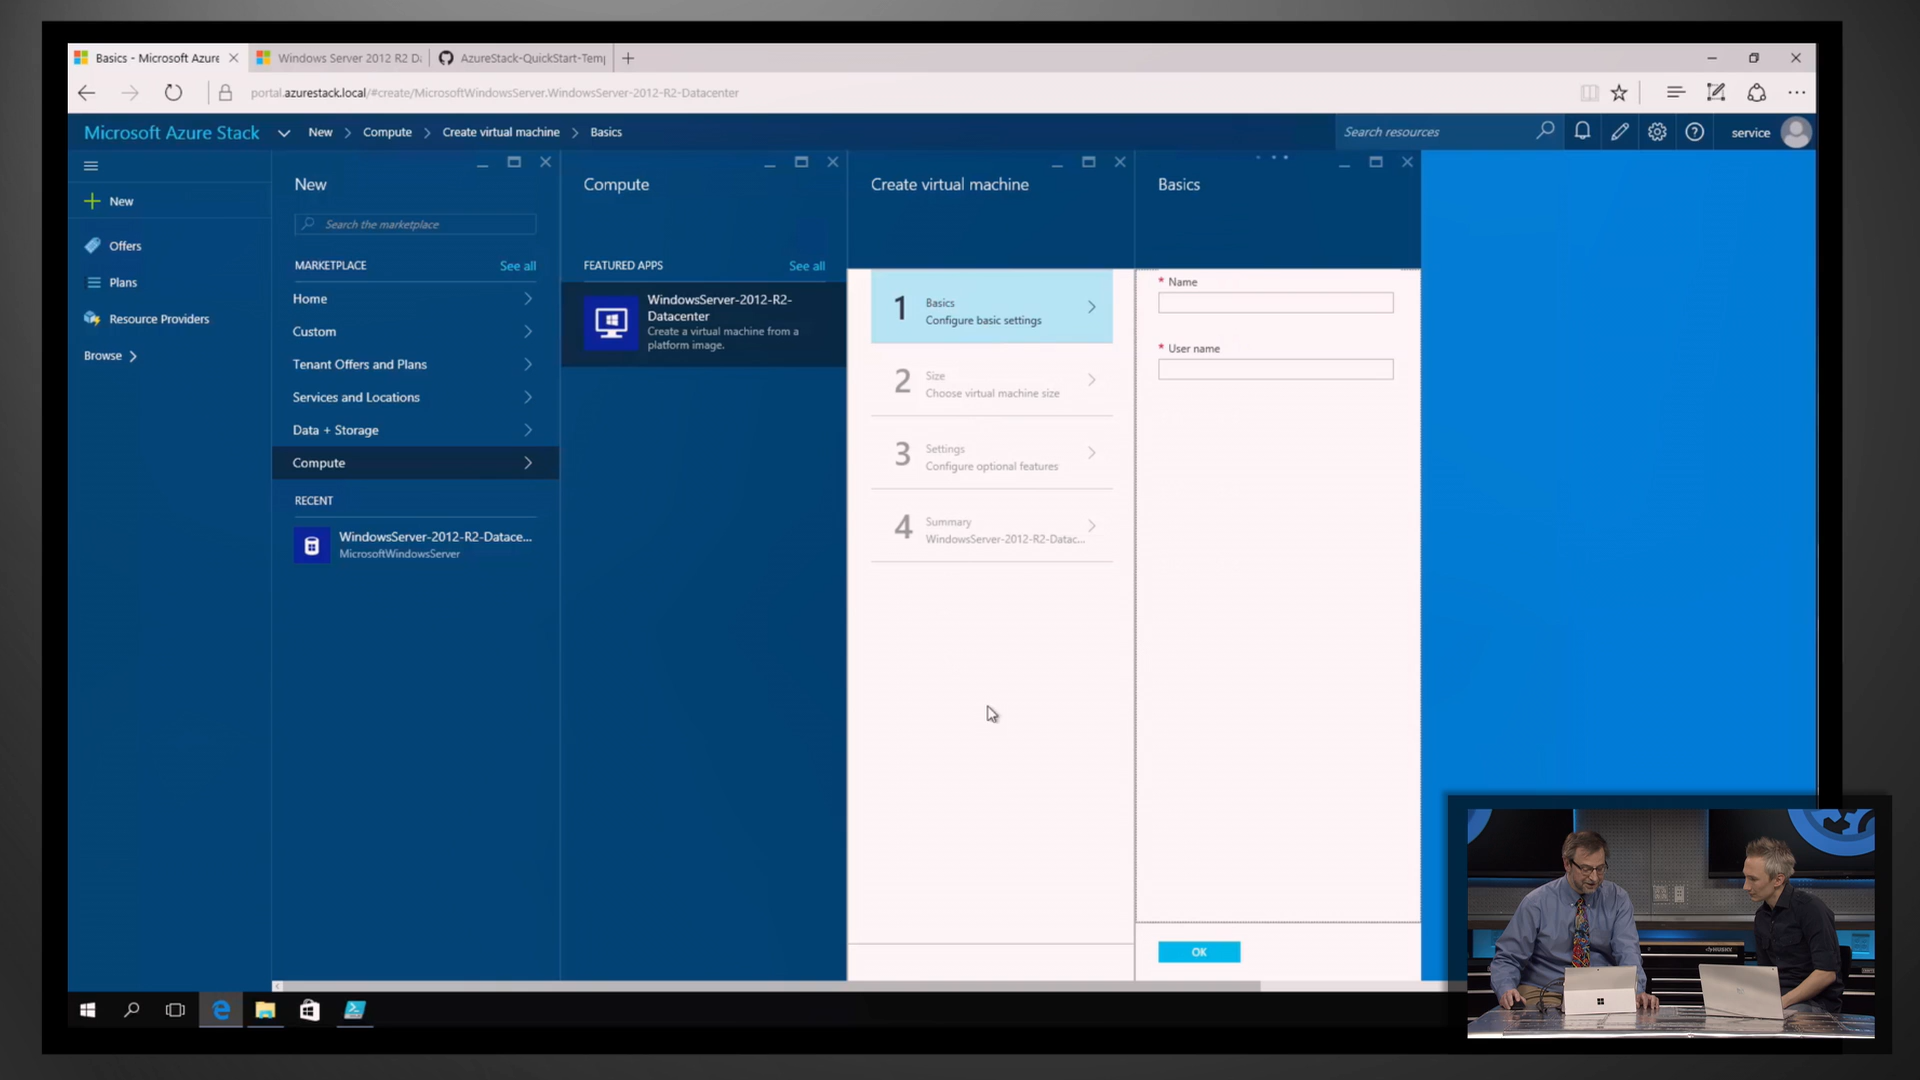 Basics - Microsoft Azure
Windows Server 2012 R2 D
AzureStack-QuickStart-Tem
portal.azurestack.local/#create/MicrosoftWindowsServer.WindowsServer-2012-R2-Datacenter
Microsoft Azure Stack
New > Compute > Create virtual machine > Basics
Search resources
service
New
Offers
Plans
Resource Providers
Browse
New
Search the marketplace
MARKETPLACE
See all
Home
Custom
Tenant Offers and Plans
Services and Locations
Data + Storage
Compute
RECENT
WindowsServer-2012-R2-Datace...
MicrosoftWindowsServer
Compute
FEATURED APPS
See all
WindowsServer-2012-R2-
Datacenter
Create a virtual machine from a
platform image.
Create virtual machine
1
Basics
Configure basic settings
2
Size
Choose virtual machine size
3
Settings
Configure optional features
4
Summary
WindowsServer-2012-R2-Datac...
Basics
* Name
* User name
OK
HUSKY